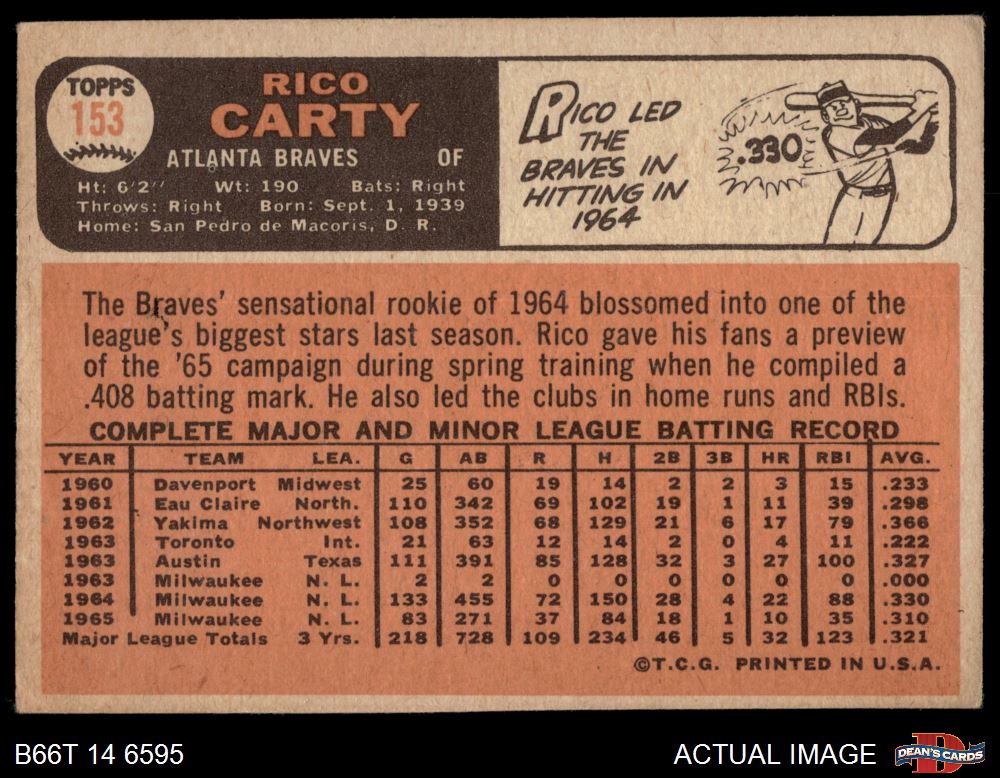 TOPPS
153
RICO
CARTY
ATLANTA BRAVES OF
Ht: 6'2" Wt: 190 Bats: Right
Throws: Right Born: Sept. 1, 1939
Home: San Pedro de Macoris, D. R.
RICO LED
THE
BRAVES IN
HITTING IN
1964
.330
The Braves' sensational rookie of 1964 blossomed into one of the
league's biggest stars last season. Rico gave his fans a preview
of the '65 campaign during spring training when he compiled a
.408 batting mark. He also led the clubs in home runs and RBIs.
COMPLETE MAJOR AND MINOR LEAGUE BATTING RECORD
YEAR TEAM LEA. G AB R H 2B 3B HR RBI AVG.
1960 Davenport Midwest 25 60 19 14 2 2 3 15 .233
1961 Eau Claire North. 110 342 69 102 19 1 11 39 .298
1962 Yakima Northwest 108 352 68 129 21 6 17 79 .366
1963 Toronto Int. 21 63 12 14 2 0 4 11 .222
1963 Austin Texas 111 391 85 128 32 3 27 100 .327
1963 Milwaukee N. L. 2 2 0 0 0 0 0 0 .000
1964 Milwaukee N. L. 133 455 72 150 28 4 22 88 .330
1965 Milwaukee N. L. 83 271 37 84 18 1 10 35 .310
Major League Totals 3 Yrs. 218 728 109 234 46 5 32 123 .321
©T.C.G. PRINTED IN U.S.A.
B66T 14 6595
ACTUAL IMAGE
D
DEAN'S CARDS